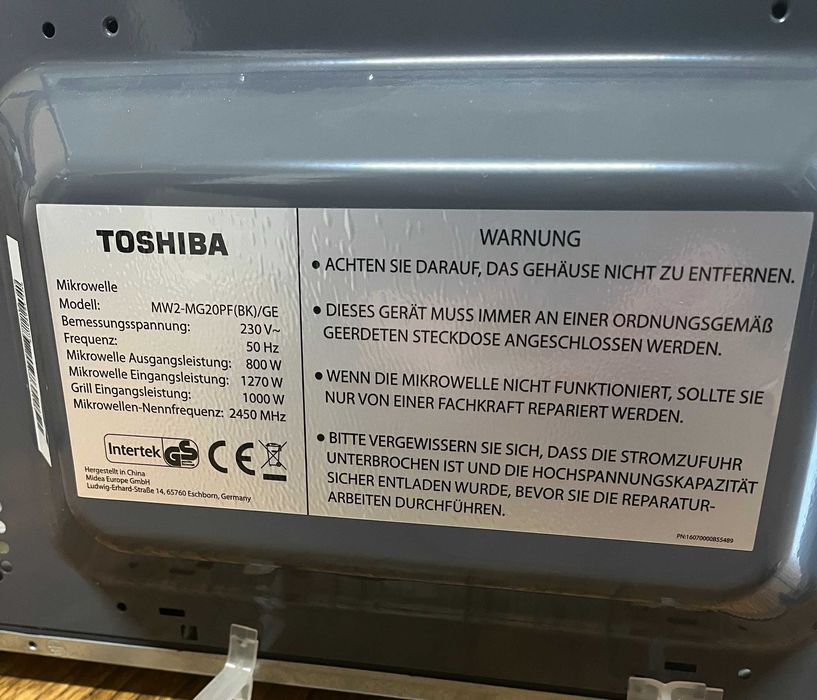 TOSHIBA
Mikrowelle
Modell: MW2-MG20PF(BK)/GE
Bemessungsspannung: 230 V~
Frequenz: 50 Hz
Mikrowelle Ausgangsleistung: 800 W
Mikrowelle Eingangsleistung: 1270 W
Grill Eingangsleistung: 1000 W
Mikrowellen-Nennfrequenz: 2450 MHz
Intertek GS CE
Hergestellt in China
Midea Europe GmbH
Ludwig-Erhard-Straße 14, 65760 Eschborn, Germany
WARNUNG
• ACHTEN SIE DARAUF, DAS GEHÄUSE NICHT ZU ENTFERNEN.
• DIESES GERÄT MUSS IMMER AN EINER ORDNUNGSGEMÄß
GEERDETEN STECKDOSE ANGESCHLOSSEN WERDEN.
• WENN DIE MIKROWELLE NICHT FUNKTIONIERT, SOLLTE SIE
NUR VON EINER FACHKRAFT REPARIERT WERDEN.
• BITTE VERGEWISSERN SIE SICH, DASS DIE STROMZUFUHR
UNTERBROCHEN IST UND DIE HOCHSPANNUNGSKAPAZITÄT
SICHER ENTLADEN WURDE, BEVOR SIE DIE REPARATUR-
ARBEITEN DURCHFÜHREN.